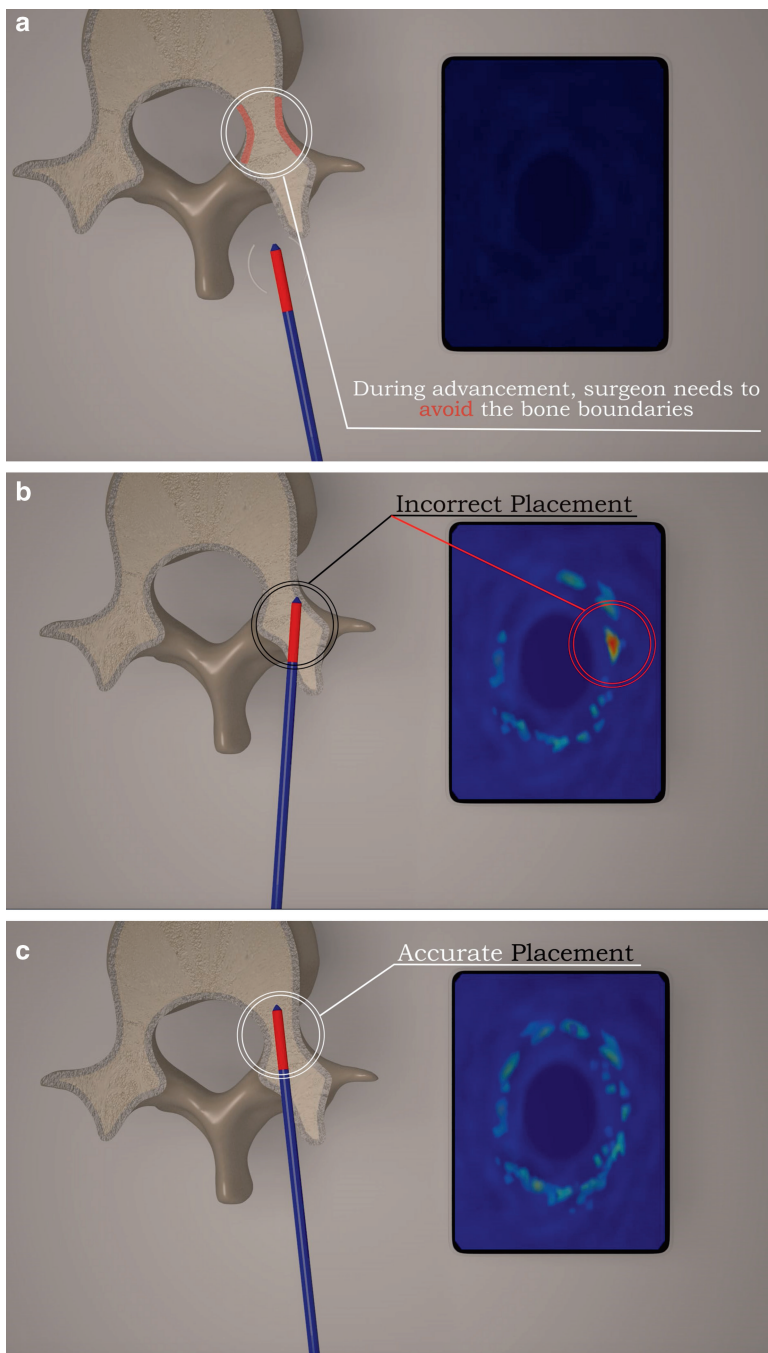 a
During advancement, surgeon needs to
avoid the bone boundaries
b
Incorrect Placement
c
Accurate Placement